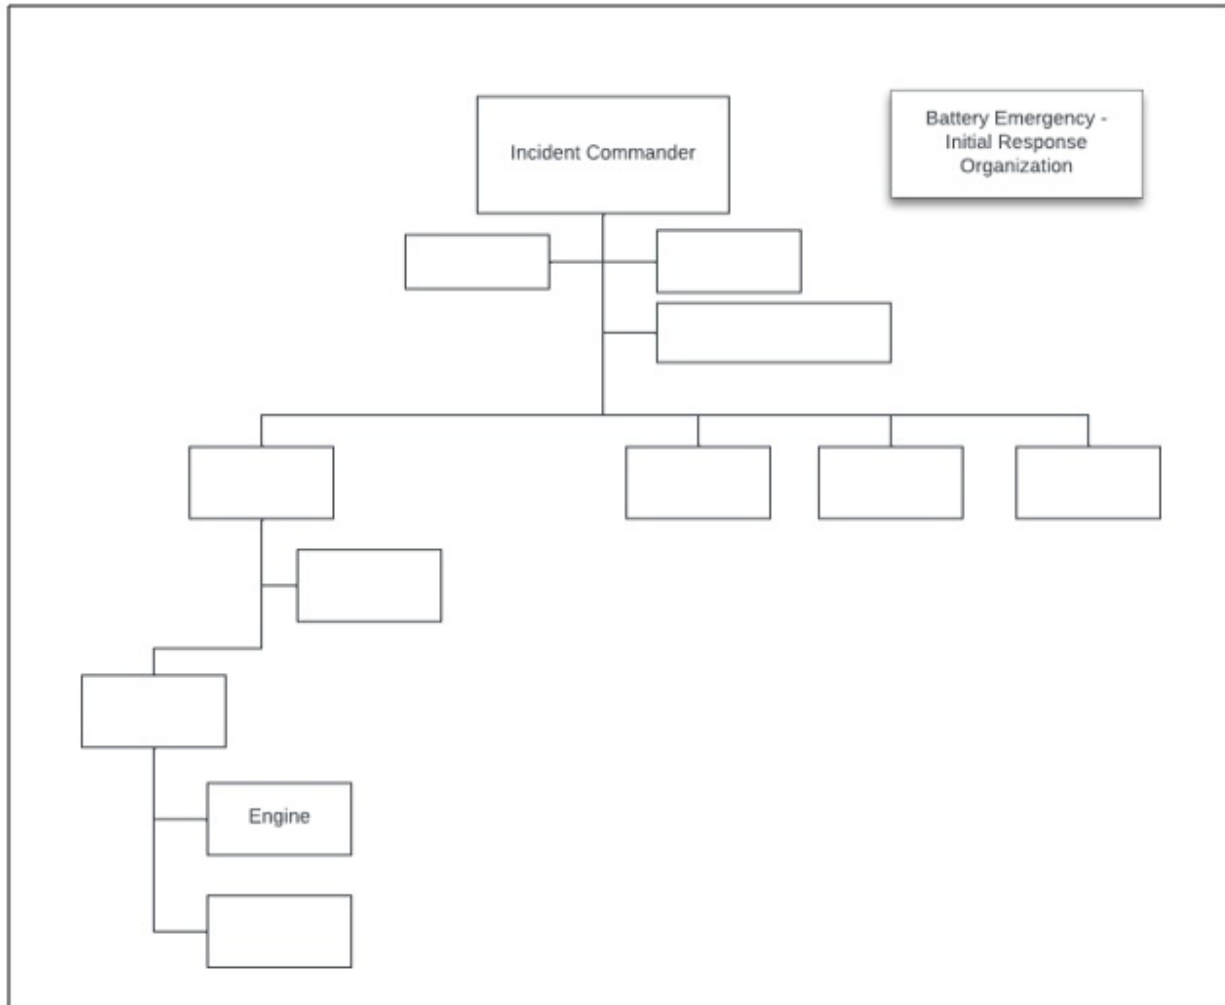 Incident Commander
Battery Emergency -
Initial Response
Organization
Engine